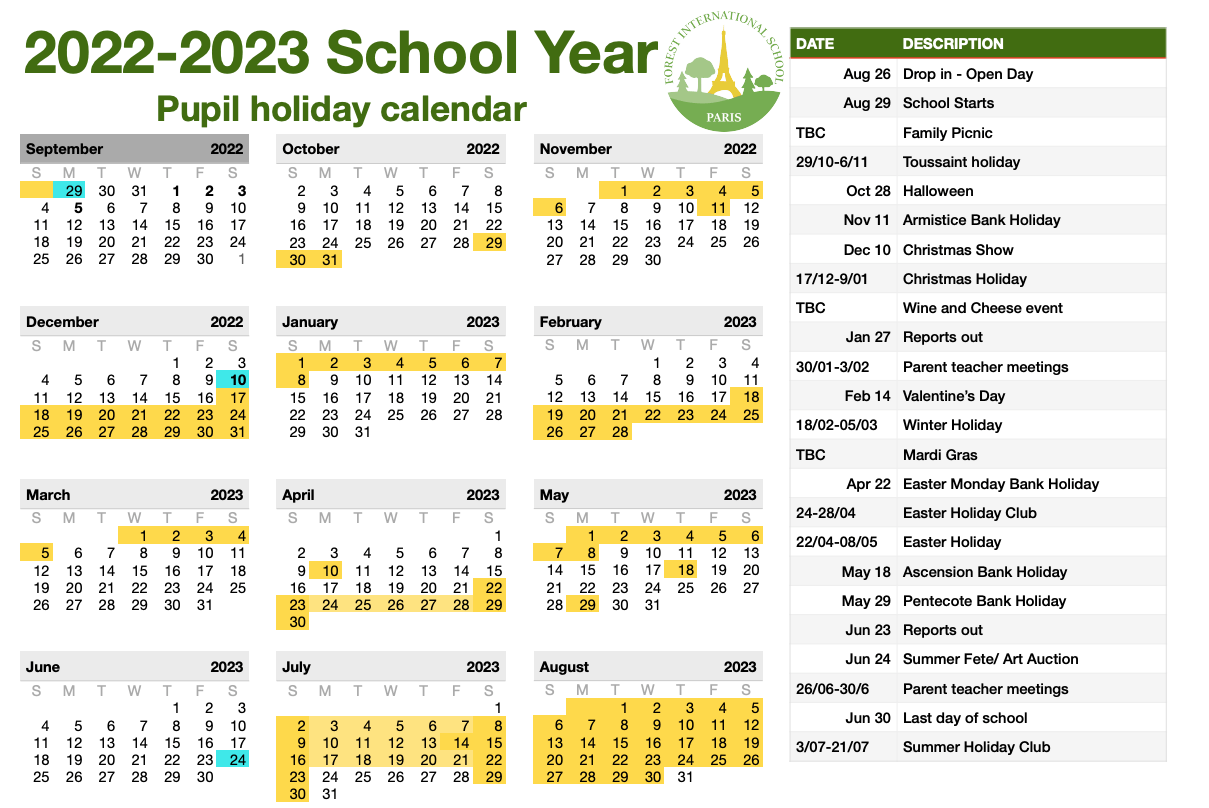 2022-2023 School Year
Pupil holiday calendar
FOREST INTERNATIONAL SCHOOL
PARIS
September 2022
S M T W T F S
29 30 31 1 2 3
4 5 6 7 8 9 10
11 12 13 14 15 16 17
18 19 20 21 22 23 24
25 26 27 28 29 30 1
October 2022
S M T W T F S
2 3 4 5 6 7 8
9 10 11 12 13 14 15
16 17 18 19 20 21 22
23 24 25 26 27 28 29
30 31
November 2022
S M T W T F S
1 2 3 4 5
6 7 8 9 10 11 12
13 14 15 16 17 18 19
20 21 22 23 24 25 26
27 28 29 30
December 2022
S M T W T F S
1 2 3
4 5 6 7 8 9 10
11 12 13 14 15 16 17
18 19 20 21 22 23 24
25 26 27 28 29 30 31
January 2023
S M T W T F S
1 2 3 4 5 6 7
8 9 10 11 12 13 14
15 16 17 18 19 20 21
22 23 24 25 26 27 28
29 30 31
February 2023
S M T W T F S
1 2 3 4
5 6 7 8 9 10 11
12 13 14 15 16 17 18
19 20 21 22 23 24 25
26 27 28
March 2023
S M T W T F S
1 2 3 4
5 6 7 8 9 10 11
12 13 14 15 16 17 18
19 20 21 22 23 24 25
26 27 28 29 30 31
April 2023
S M T W T F S
1
2 3 4 5 6 7 8
9 10 11 12 13 14 15
16 17 18 19 20 21 22
23 24 25 26 27 28 29
30
May 2023
S M T W T F S
1 2 3 4 5 6
7 8 9 10 11 12 13
14 15 16 17 18 19 20
21 22 23 24 25 26 27
28 29 30 31
June 2023
S M T W T F S
1 2 3
4 5 6 7 8 9 10
11 12 13 14 15 16 17
18 19 20 21 22 23 24
25 26 27 28 29 30
July 2023
S M T W T F S
1
2 3 4 5 6 7 8
9 10 11 12 13 14 15
16 17 18 19 20 21 22
23 24 25 26 27 28 29
30 31
August 2023
S M T W T F S
1 2 3 4 5
6 7 8 9 10 11 12
13 14 15 16 17 18 19
20 21 22 23 24 25 26
27 28 29 30 31
DATE DESCRIPTION
Aug 26 Drop in - Open Day
Aug 29 School Starts
TBC Family Picnic
29/10-6/11 Toussaint holiday
Oct 28 Halloween
Nov 11 Armistice Bank Holiday
Dec 10 Christmas Show
17/12-9/01 Christmas Holiday
TBC Wine and Cheese event
Jan 27 Reports out
30/01-3/02 Parent teacher meetings
Feb 14 Valentine’s Day
18/02-05/03 Winter Holiday
TBC Mardi Gras
Apr 22 Easter Monday Bank Holiday
24-28/04 Easter Holiday Club
22/04-08/05 Easter Holiday
May 18 Ascension Bank Holiday
May 29 Pentecote Bank Holiday
Jun 23 Reports out
Jun 24 Summer Fete/ Art Auction
26/06-30/6 Parent teacher meetings
Jun 30 Last day of school
3/07-21/07 Summer Holiday Club